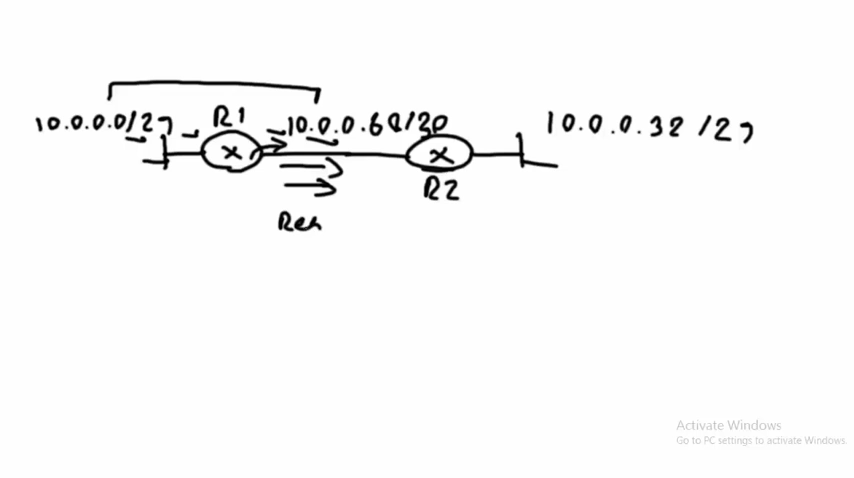 R1
10.0.0.0/27
10.0.0.60/30
10.0.0.32 /27
R2
Activate Windows
Go to PC settings to activate Windows.